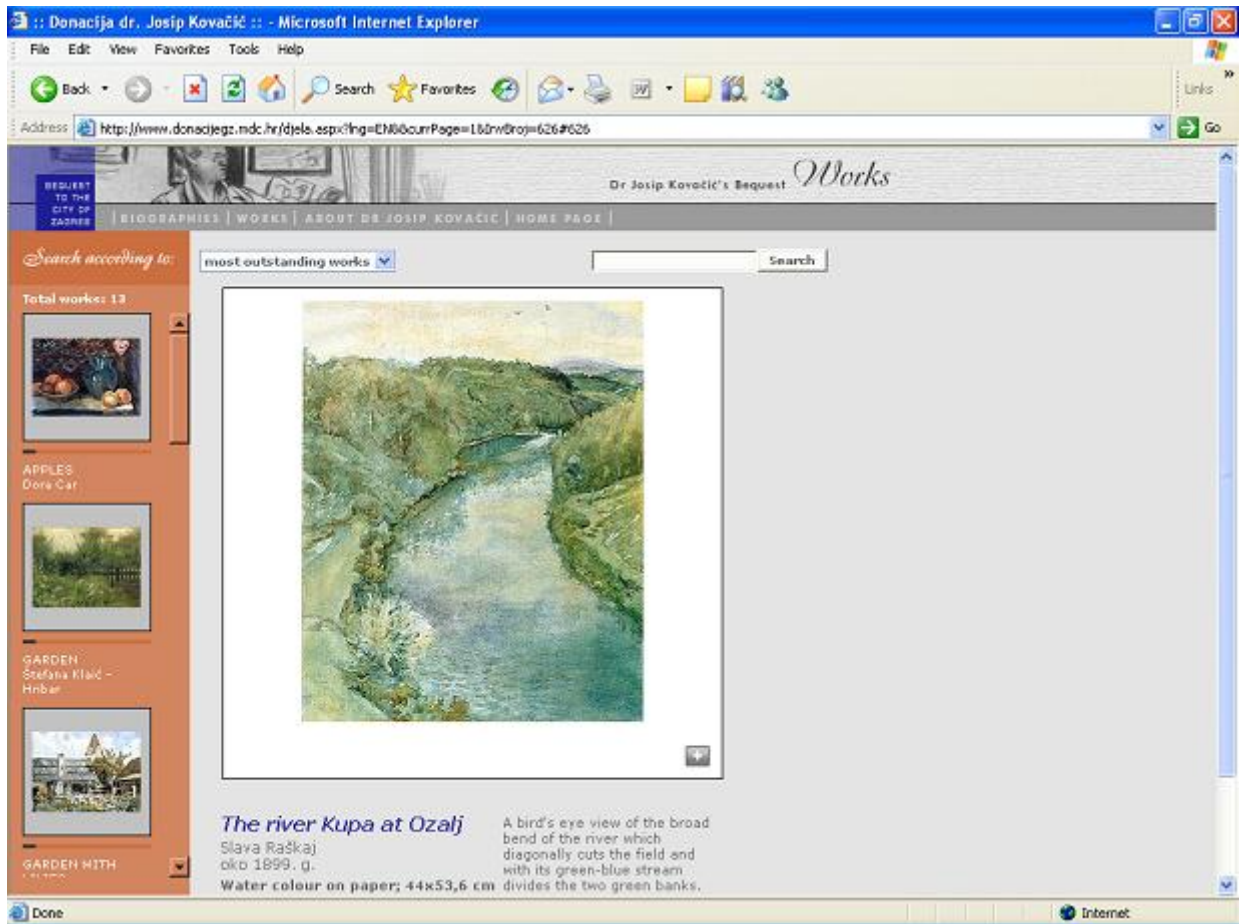 :: Donacija dr. Josip Kovačić :: - Microsoft Internet Explorer
File Edit View Favorites Tools Help
Back Search Favorites Links
Address http://www.donacijegz.mdc.hr/djela.aspx?lng=EN&currPage=1&rwBroj=626#626 Go
BEQUEST
TO THE
CITY OF
ZAGREB
Dr Josip Kovačić's Bequest Works
| BIOGRAPHIES | WORKS | ABOUT DR JOSIP KOVAČIĆ | HOME PAGE |
Search according to:
most outstanding works Search
Total works: 13
APPLES
Dora Car
GARDEN
Štefana Klaić –
Hribar
GARDEN WITH
The river Kupa at Ozalj
Slava Raškaj
oko 1899. g.
Water colour on paper; 44x53,6 cm
A bird's eye view of the broad
bend of the river which
diagonally cuts the field and
with its green-blue stream
divides the two green banks.
Done Internet